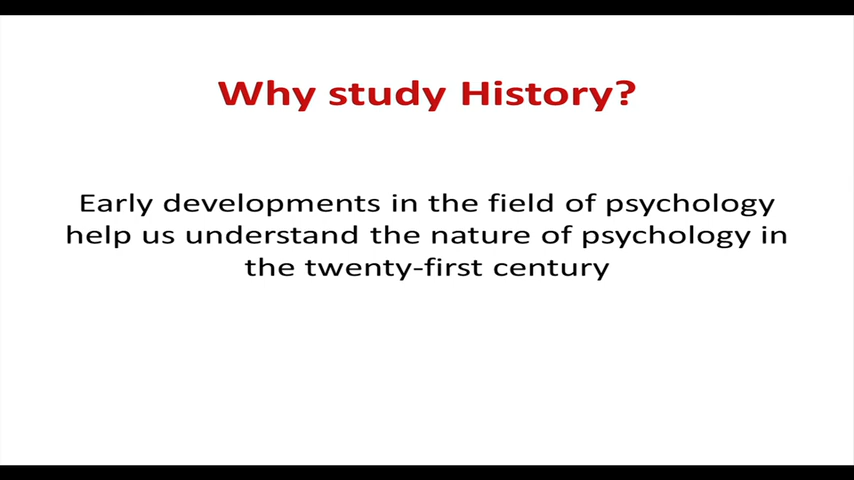 Why study History?
Early developments in the field of psychology
help us understand the nature of psychology in
the twenty-first century